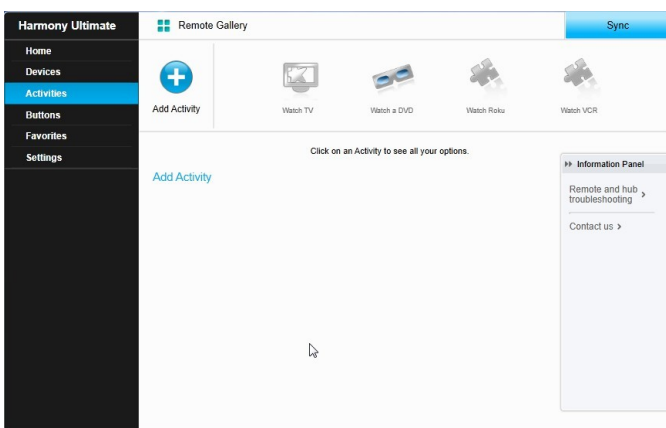 Harmony Ultimate
Remote Gallery
Sync
Home
Devices
Activities
Buttons
Favorites
Settings
Add Activity
Watch TV
Watch a DVD
Watch Roku
Watch VCR
Click on an Activity to see all your options.
Add Activity
Information Panel
Remote and hub
troubleshooting
Contact us